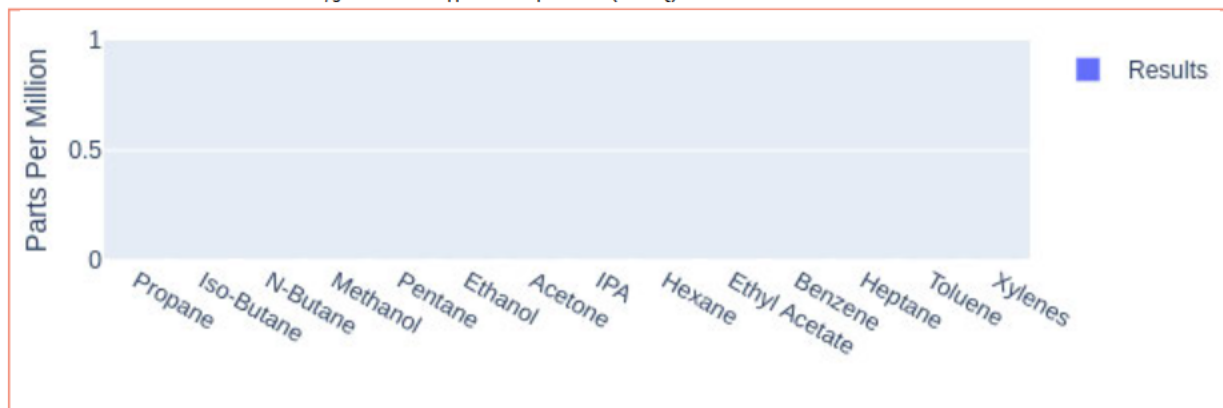 Parts Per Million
1
0.5
0
Propane
Iso-Butane
N-Butane
Methanol
Pentane
Ethanol
Acetone
IPA
Hexane
Ethyl Acetate
Benzene
Heptane
Toluene
Xylenes
Results